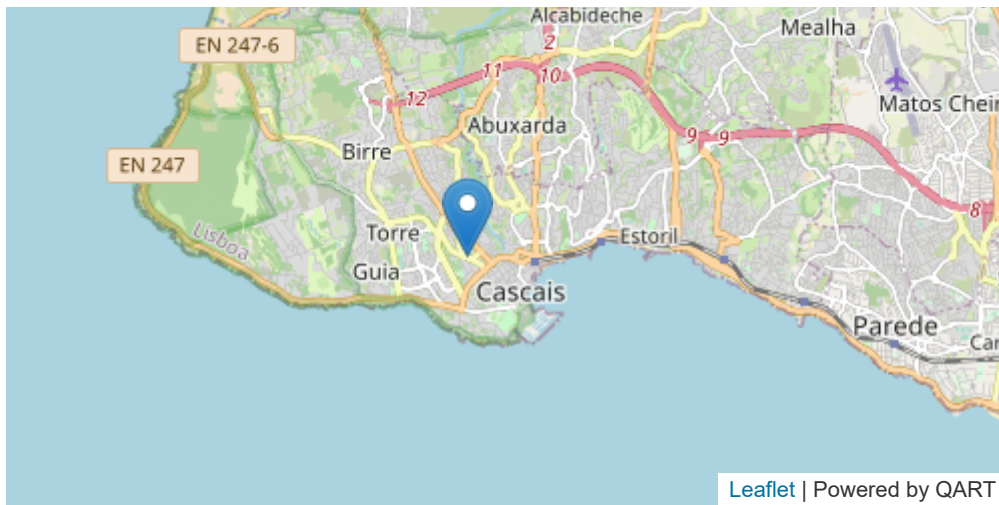 Alcabideche
Mealha
EN 247-6
2
11
10
12
Matos Cheir
Abuxarda
9
9
Birre
EN 247
8
Lisboa
Torre
Estoril
Guia
Cascais
Parede
Car
Leaflet | Powered by QART